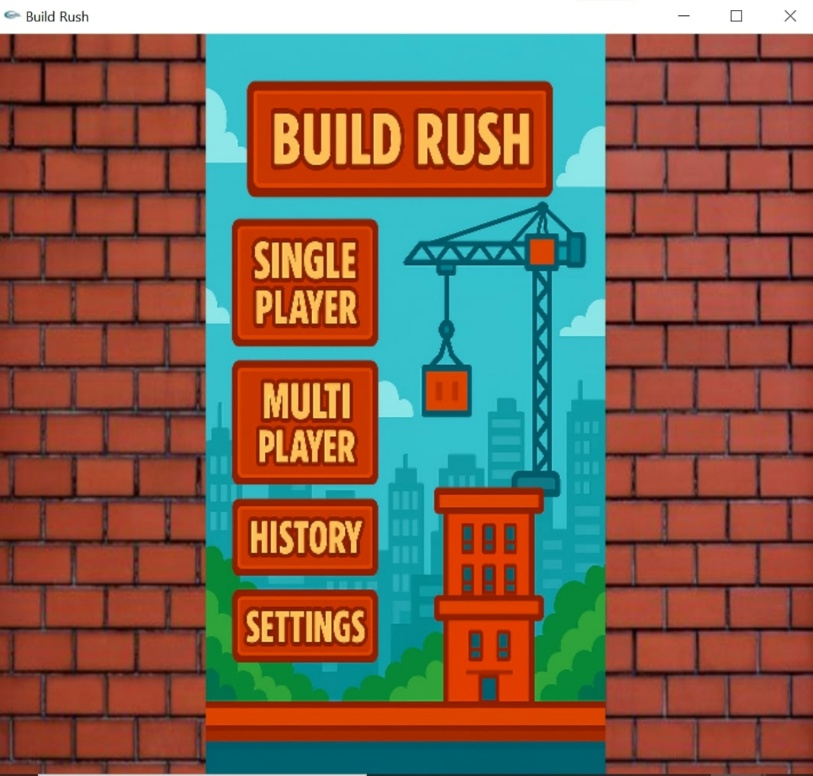 Build Rush
BUILD RUSH
SINGLE
PLAYER
MULTI
PLAYER
HISTORY
SETTINGS